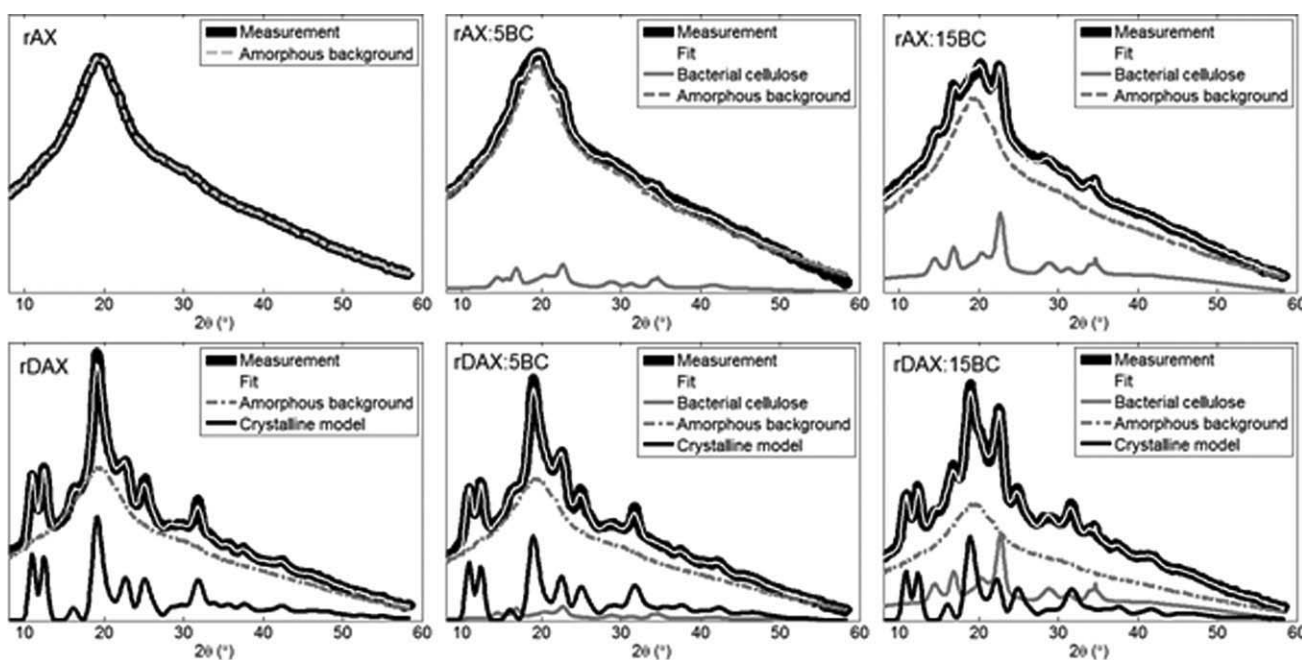 rAX
Measurement
Amorphous background
10 20 30 40 50 60
2θ (°)
rAX:5BC
Measurement
Fit
Bacterial cellulose
Amorphous background
10 20 30 40 50 60
2θ (°)
rAX:15BC
Measurement
Fit
Bacterial cellulose
Amorphous background
10 20 30 40 50 60
2θ (°)
rDAX
Measurement
Fit
Amorphous background
Crystalline model
10 20 30 40 50 60
2θ (°)
rDAX:5BC
Measurement
Fit
Bacterial cellulose
Amorphous background
Crystalline model
10 20 30 40 50 60
2θ (°)
rDAX:15BC
Measurement
Fit
Bacterial cellulose
Amorphous background
Crystalline model
10 20 30 40 50 60
2θ (°)